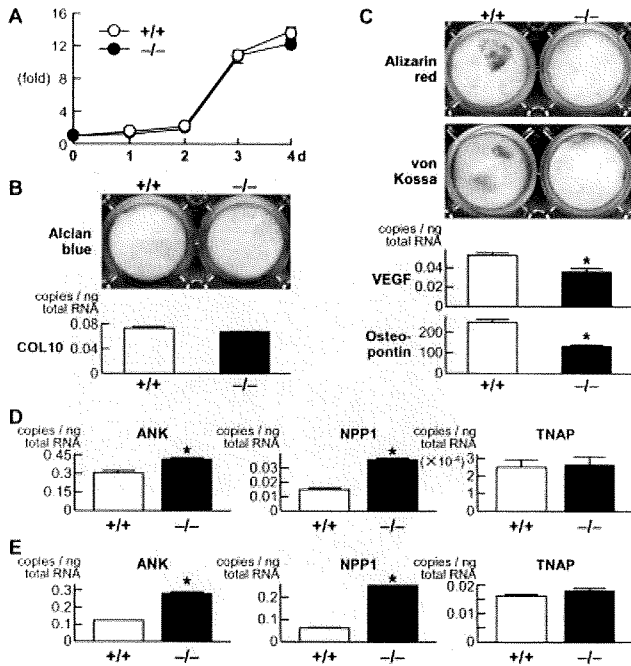 A
16
12
(fold)
8
4
0
+/+
−/−
0 1 2 3 4 d
B
+/+ −/−
Alcian
blue
copies / ng
total RNA
0.08
COL10 0.04
0
+/+ −/−
C
+/+ −/−
Alizarin
red
von
Kossa
copies / ng
total RNA
0.04
VEGF
0
*
Osteo-
pontin
200
100
0
*
+/+ −/−
D
copies / ng
total RNA
ANK
0.45
0.3
0.15
0
*
+/+ −/−
copies / ng
total RNA
NPP1
0.03
0.02
0.01
0
*
+/+ −/−
copies / ng
total RNA
TNAP
3
2
1
0
+/+ −/−
E
copies / ng
total RNA
ANK
0.3
0.2
0.1
0
*
+/+ −/−
copies / ng
total RNA
NPP1
0.2
0.1
0
*
+/+ −/−
copies / ng
total RNA
TNAP
0.02
0.01
0
+/+ −/−